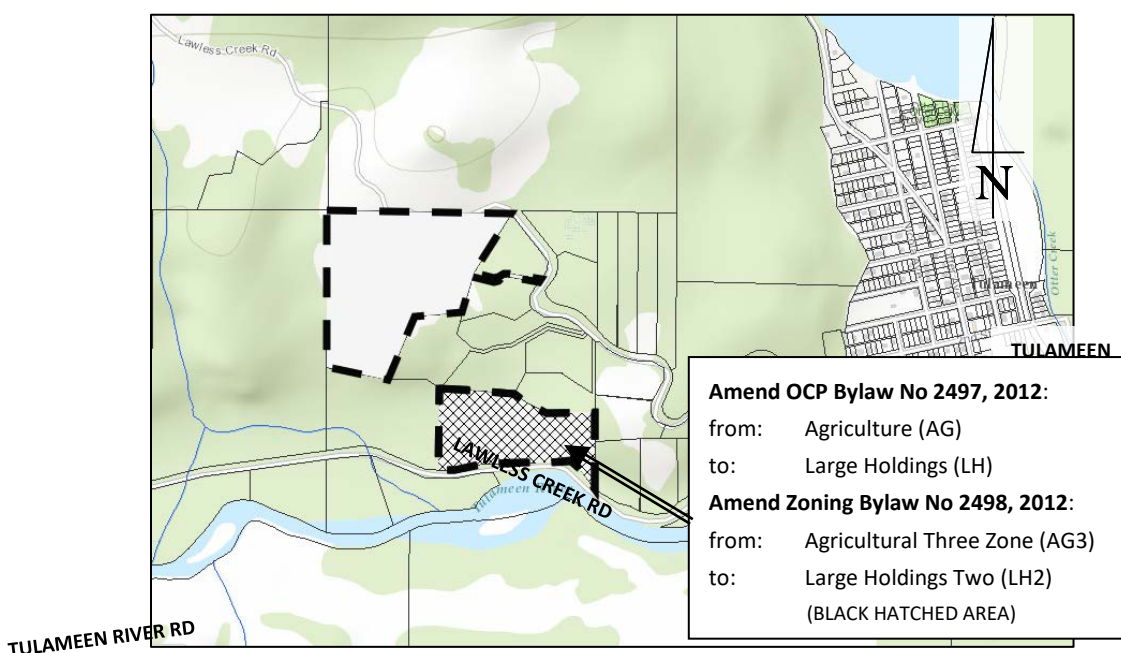 Lawless Creek Rd
N
Otter Creek
Tulameen
TULAMEEN
Amend OCP Bylaw No 2497, 2012:
from: Agriculture (AG)
to: Large Holdings (LH)
Amend Zoning Bylaw No 2498, 2012:
from: Agricultural Three Zone (AG3)
to: Large Holdings Two (LH2)
(BLACK HATCHED AREA)
LAWLESS CREEK RD
Tulameen
TULAMEEN RIVER RD